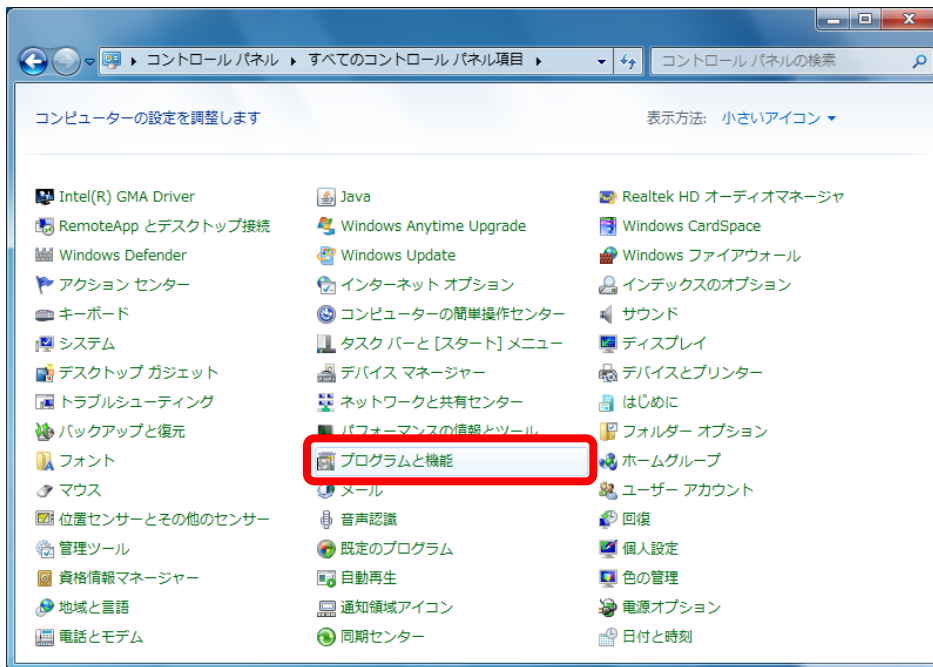 コントロール パネル すべてのコントロール パネル項目 コントロール パネルの検索
コンピューターの設定を調整します 表示方法: 小さいアイコン
Intel(R) GMA Driver Java Realtek HD オーディオマネージャ
RemoteApp とデスクトップ接続 Windows Anytime Upgrade Windows CardSpace
Windows Defender Windows Update Windows ファイアウォール
アクション センター インターネット オプション インデックスのオプション
キーボード コンピューターの簡単操作センター サウンド
システム タスク バーと [スタート] メニュー ディスプレイ
デスクトップ ガジェット デバイス マネージャー デバイスとプリンター
トラブルシューティング ネットワークと共有センター はじめに
バックアップと復元 パフォーマンスの情報とツール フォルダー オプション
フォント プログラムと機能 ホームグループ
マウス メール ユーザー アカウント
位置センサーとその他のセンサー 音声認識 回復
管理ツール 既定のプログラム 個人設定
資格情報マネージャー 自動再生 色の管理
地域と言語 通知領域アイコン 電源オプション
電話とモデム 同期センター 日付と時刻